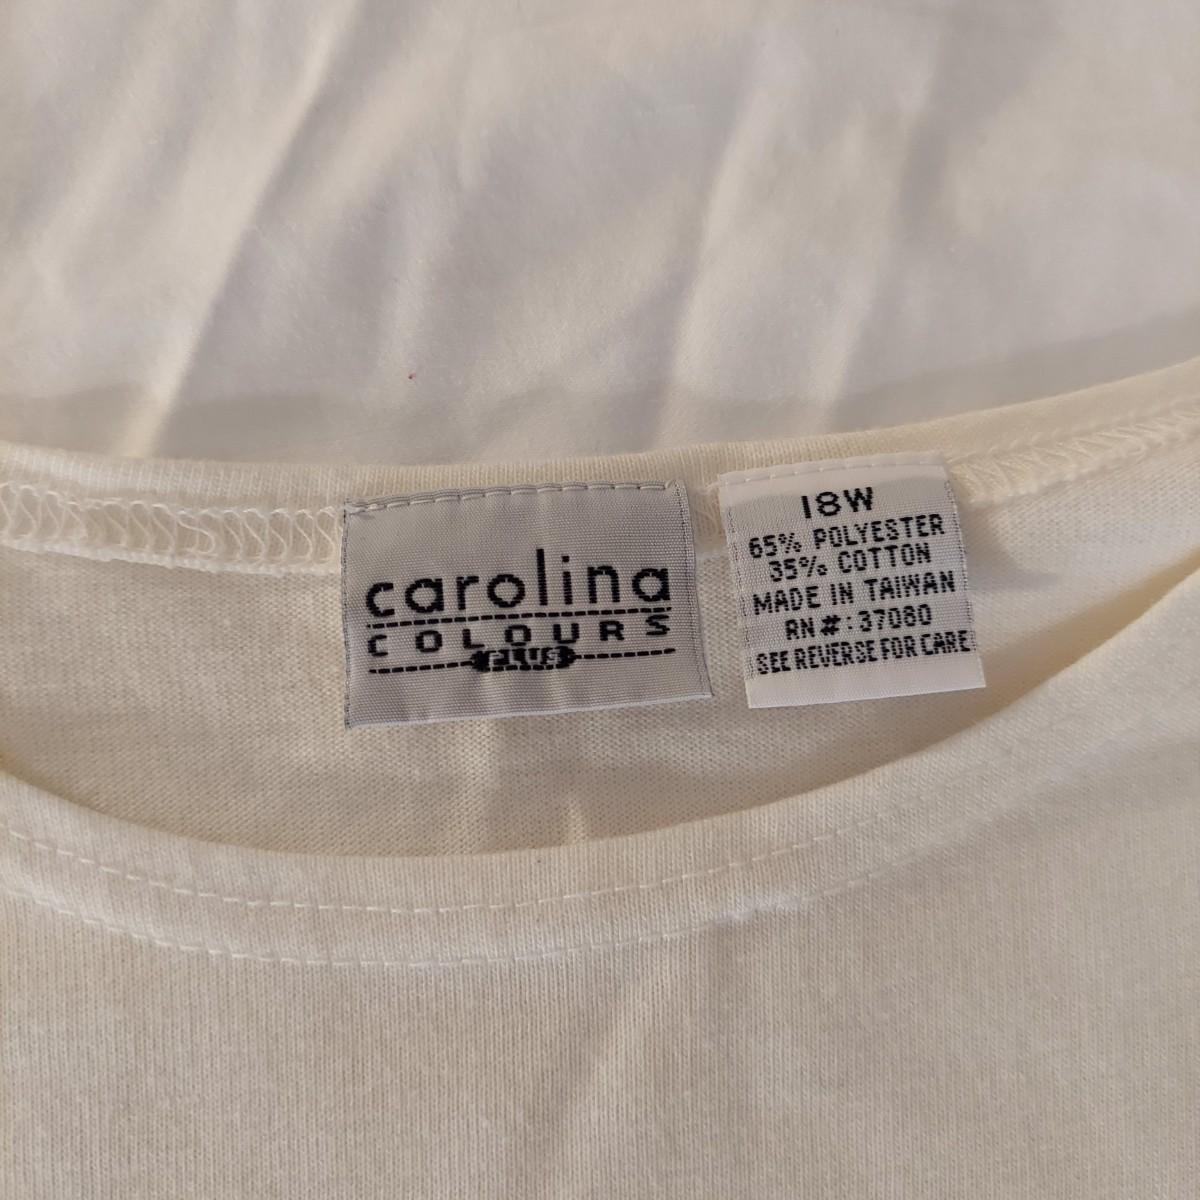 carolina
COLOURS
PLUS
18W
65% POLYESTER
35% COTTON
MADE IN TAIWAN
RN#:37080
SEE REVERSE FOR CARE